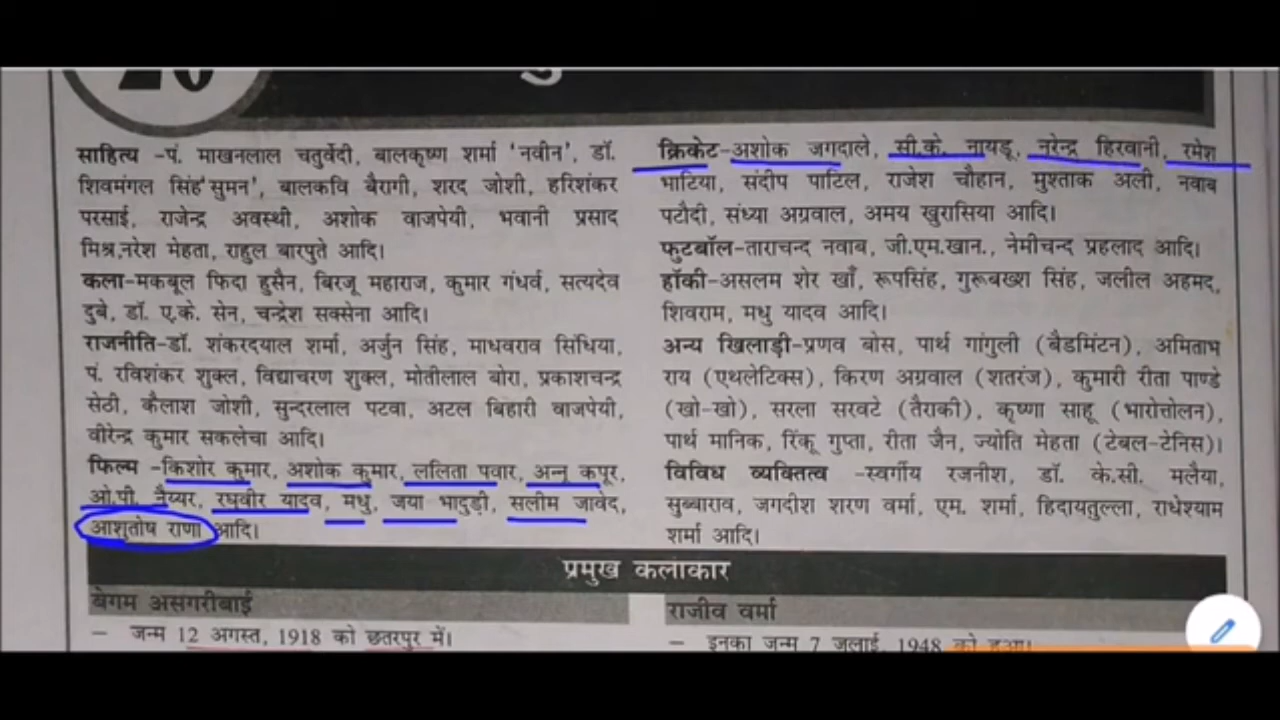 20
साहित्य -पं. माखनलाल चतुर्वेदी, बालकृष्ण शर्मा 'नवीन', डॉ.
शिवमंगल सिंह'सुमन', बालकवि बैरागी, शरद जोशी, हरिशंकर
परसाई, राजेन्द्र अवस्थी, अशोक वाजपेयी, भवानी प्रसाद
मिश्र,नरेश मेहता, राहुल बारपुते आदि।
कला-मकबूल फिदा हुसैन, बिरजू महाराज, कुमार गंधर्व, सत्यदेव
दुबे, डॉ. ए.के. सेन, चन्द्रेश सक्सेना आदि।
राजनीति-डॉ. शंकरदयाल शर्मा, अर्जुन सिंह, माधवराव सिंधिया,
पं. रविशंकर शुक्ल, विद्याचरण शुक्ल, मोतीलाल बोरा, प्रकाशचन्द्र
सेठी, कैलाश जोशी, सुन्दरलाल पटवा, अटल बिहारी वाजपेयी,
वीरेन्द्र कुमार सकलेचा आदि।
फिल्म -किशोर कुमार, अशोक कुमार, ललिता पवार, अन्नू कपूर,
ओ.पी. नैय्यर, रघुवीर यादव, मधु, जया भादुड़ी, सलीम जावेद,
आशुतोष राणा आदि।
क्रिकेट-अशोक जगदाले, सी.के. नायडू, नरेन्द्र हिरवानी, रमेश
भाटिया, संदीप पाटिल, राजेश चौहान, मुश्ताक अली, नवाब
पटौदी, संध्या अग्रवाल, अमय खुरासिया आदि।
फुटबॉल-ताराचन्द नवाब, जी.एम.खान., नेमीचन्द प्रहलाद आदि।
हॉकी-असलम शेर खाँ, रूपसिंह, गुरूबख्श सिंह, जलील अहमद,
शिवराम, मधु यादव आदि।
अन्य खिलाड़ी-प्रणव बोस, पार्थ गांगुली (बैडमिंटन), अमिताभ
राय (एथलेटिक्स), किरण अग्रवाल (शतरंज), कुमारी रीता पाण्डे
(खो-खो), सरला सरवटे (तैराकी), कृष्णा साहू (भारोत्तोलन),
पार्थ मानिक, रिंकू गुप्ता, रीता जैन, ज्योति मेहता (टेबल-टेनिस)।
विविध व्यक्तित्व -स्वर्गीय रजनीश, डॉ. के.सी. मलैया,
सुब्बाराव, जगदीश शरण वर्मा, एम. शर्मा, हिदायतुल्ला, राधेश्याम
शर्मा आदि।
प्रमुख कलाकार
बेगम असगरीबाई
- जन्म 12 अगस्त, 1918 को छतरपुर में।
राजीव वर्मा
- इनका जन्म 7 जुलाई, 1948 को हुआ।